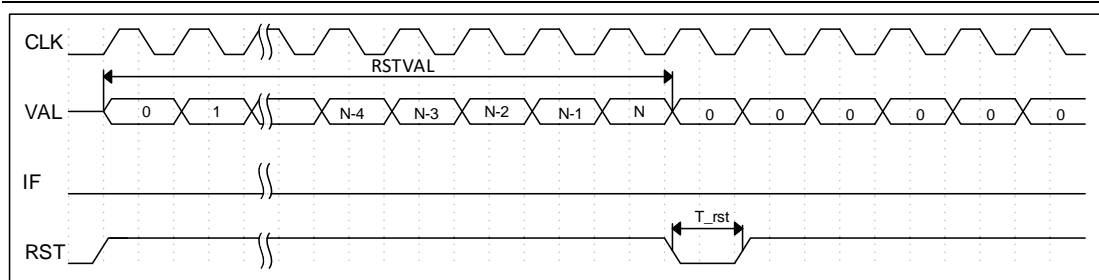 CLK
RSTVAL
VAL 0 1 N-4 N-3 N-2 N-1 N 0 0 0 0 0 0
IF
T_rst
RST